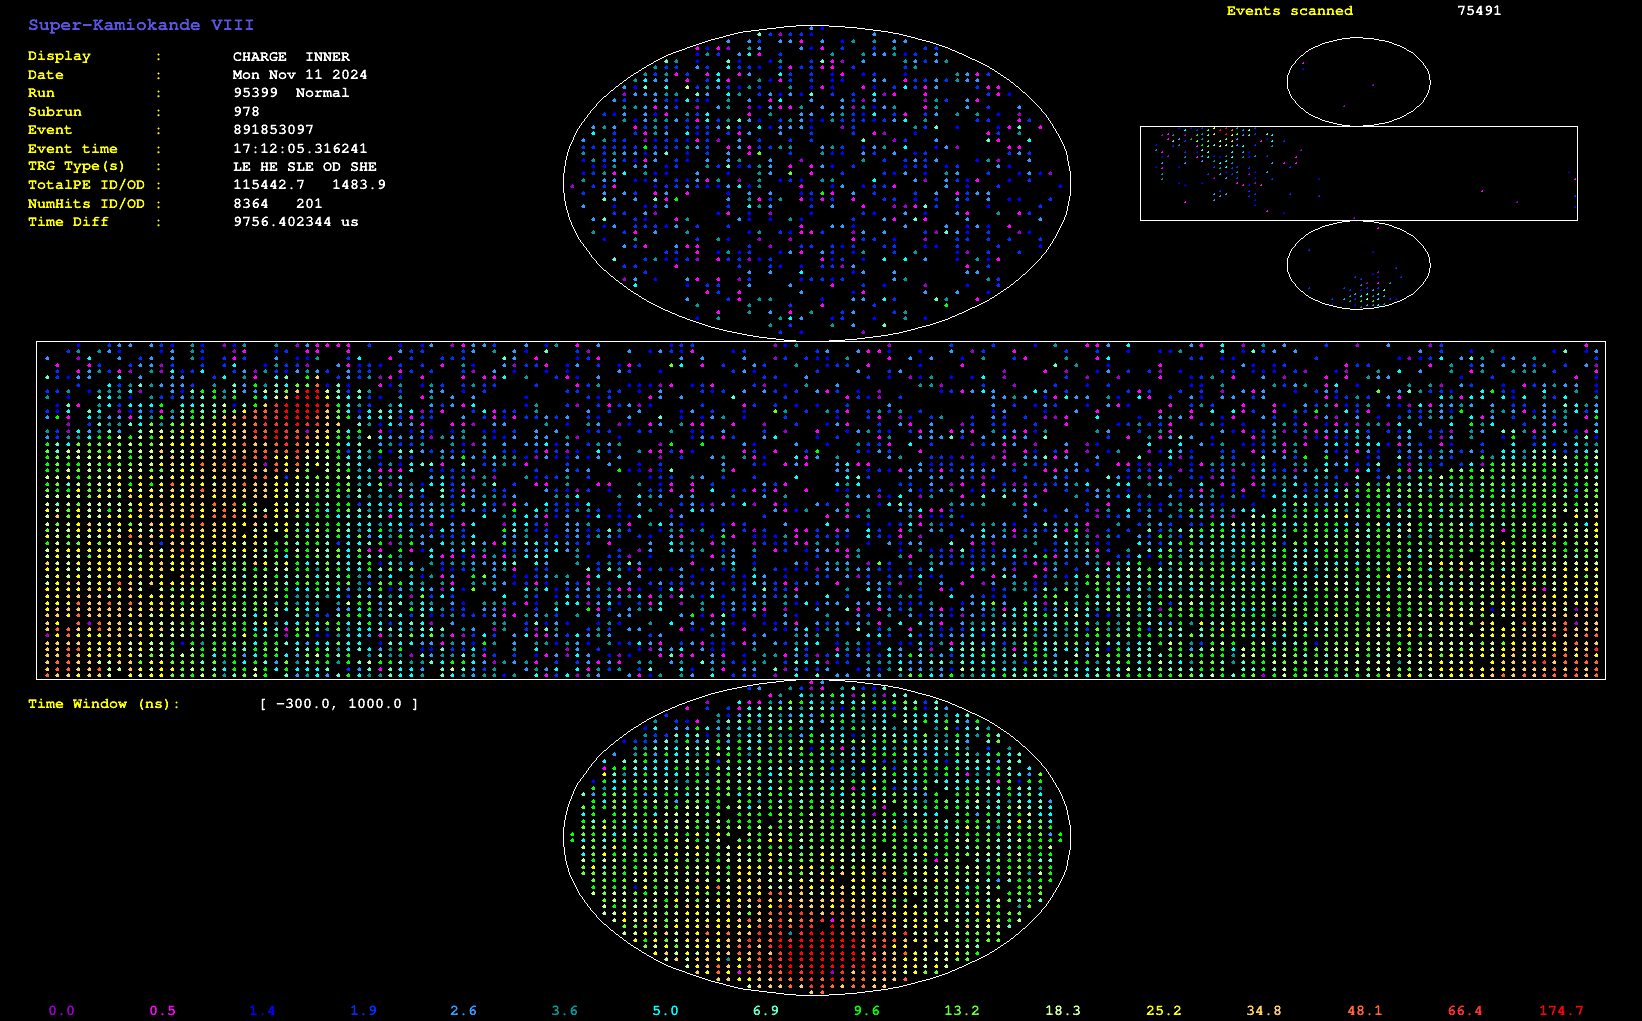 Super-Kamiokande VIII
Display : CHARGE INNER
Date : Mon Nov 11 2024
Run : 95399 Normal
Subrun : 978
Event : 891853097
Event time : 17:12:05.316241
TRG Type(s) : LE HE SLE OD SHE
TotalPE ID/OD : 115442.7 1483.9
NumHits ID/OD : 8364 201
Time Diff : 9756.402344 us
Events scanned 75491
Time Window (ns): [ -300.0, 1000.0 ]
0.0 0.5 1.4 1.9 2.6 3.6 5.0 6.9 9.6 13.2 18.3 25.2 34.8 48.1 66.4 174.7